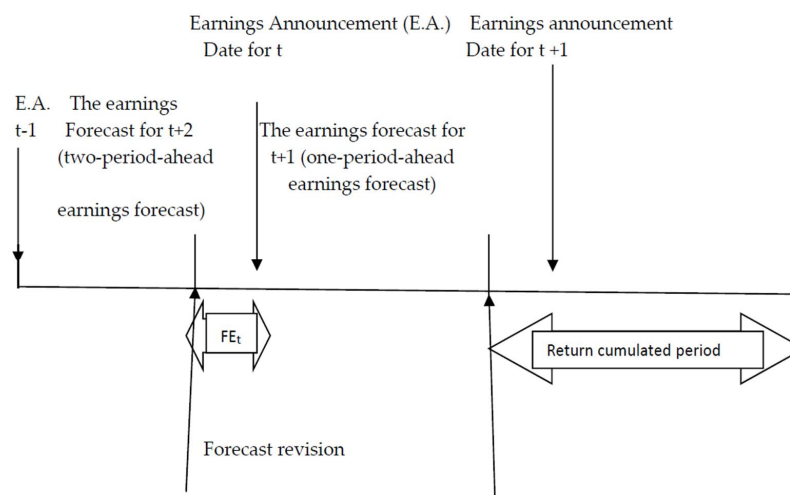 Earnings Announcement (E.A.)
Date for t
Earnings announcement
Date for t +1
E.A.
t-1
The earnings
Forecast for t+2
(two-period-ahead
earnings forecast)
The earnings forecast for
t+1 (one-period-ahead
earnings forecast)
FEt
Return cumulated period
Forecast revision